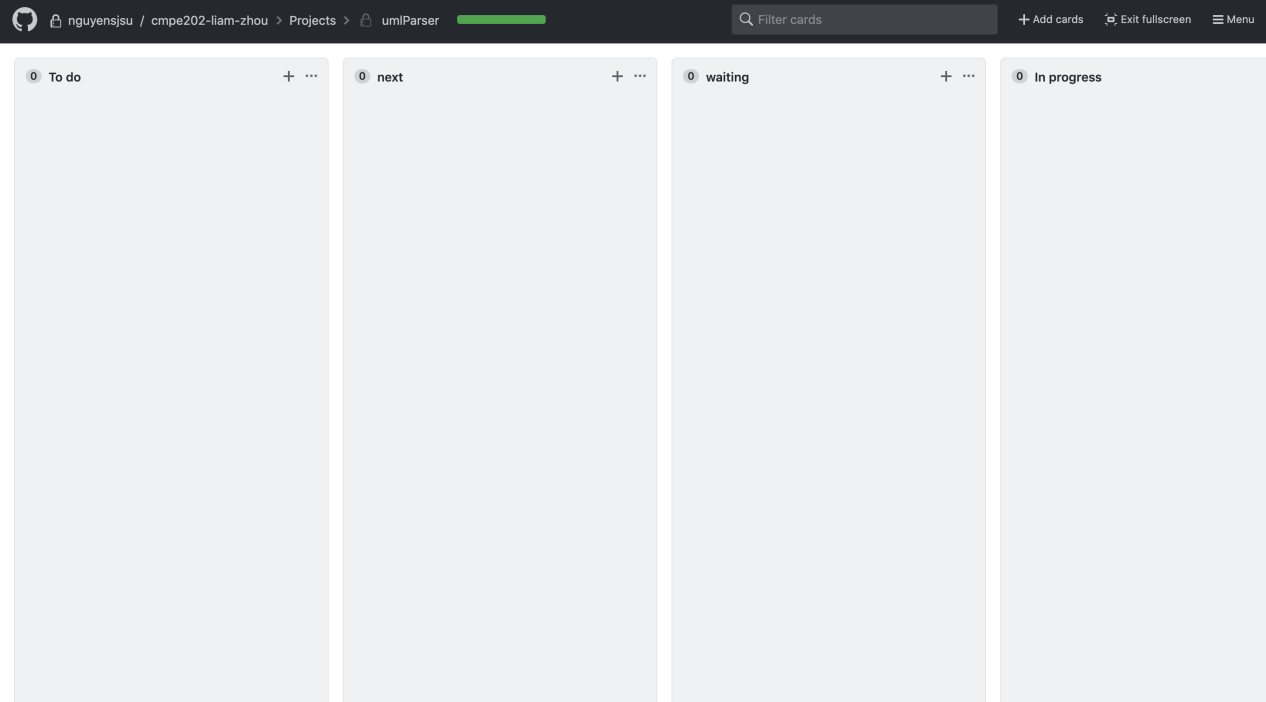 nguyensjsu / cmpe202-liam-zhou > Projects > umlParser Filter cards Add cards Exit fullscreen Menu
0 To do
0 next
0 waiting
0 In progress